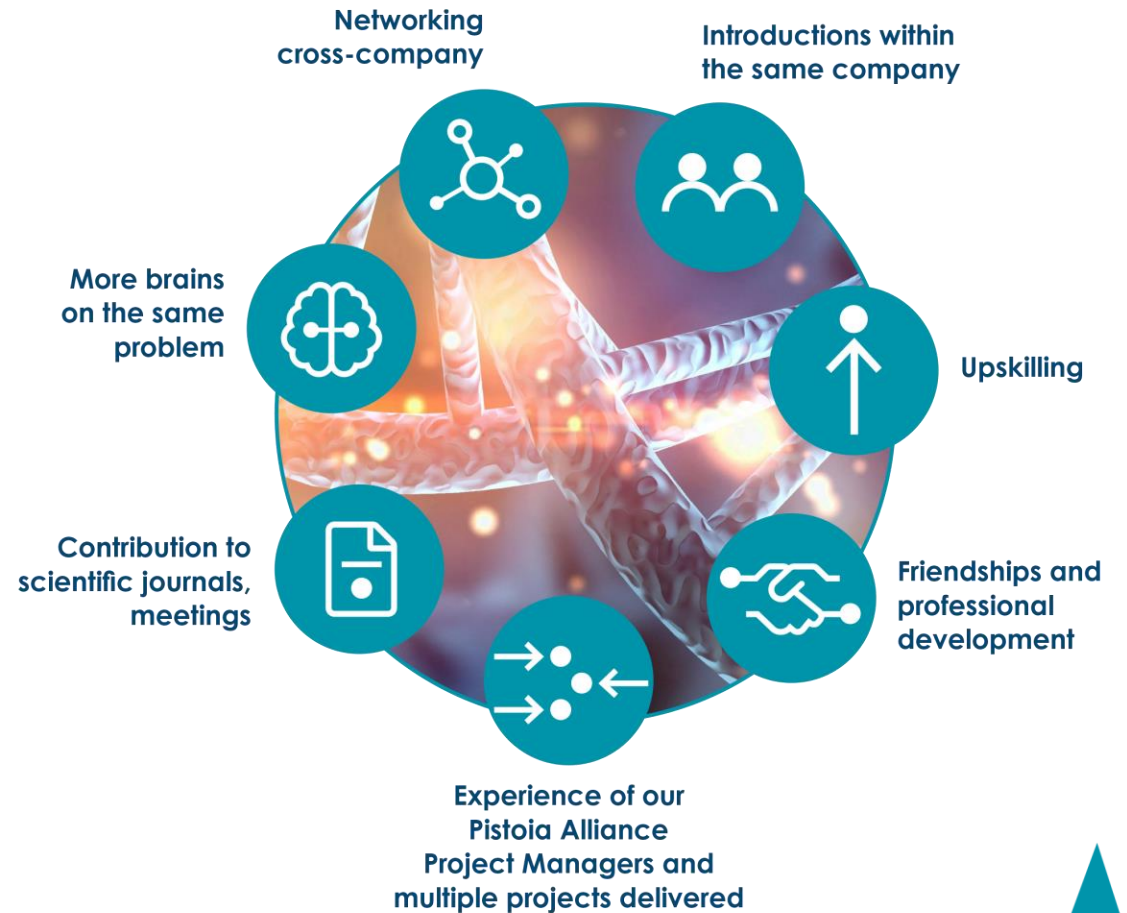 Networking
cross-company
Introductions within
the same company
More brains
on the same
problem
Upskilling
Contribution to
scientific journals,
meetings
Friendships and
professional
development
Experience of our
Pistoia Alliance
Project Managers and
multiple projects delivered